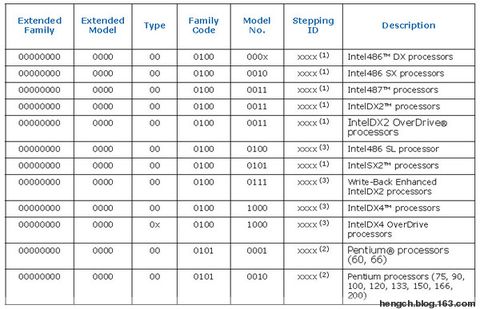 Extended Family Extended Model Type Family Code Model No. Stepping ID Description
00000000 0000 00 0100 000x xxxx (1) Intel486™ DX processors
00000000 0000 00 0100 0010 xxxx (1) Intel486 SX processors
00000000 0000 00 0100 0011 xxxx (1) Intel487™ processors
00000000 0000 00 0100 0011 xxxx (1) IntelDX2™ processors
00000000 0000 00 0100 0011 xxxx (1) IntelDX2 OverDrive® processors
00000000 0000 00 0100 0100 xxxx (3) Intel486 SL processor
00000000 0000 00 0100 0101 xxxx (1) IntelSX2™ processors
00000000 0000 00 0100 0111 xxxx (3) Write-Back Enhanced IntelDX2 processors
00000000 0000 00 0100 1000 xxxx (3) IntelDX4™ processors
00000000 0000 0x 0100 1000 xxxx (3) IntelDX4 OverDrive processors
00000000 0000 00 0101 0001 xxxx (2) Pentium® processors (60, 66)
00000000 0000 00 0101 0010 xxxx (2) Pentium processors (75, 90, 100, 120, 133, 150, 166, 200)
hengch.blog.163.com